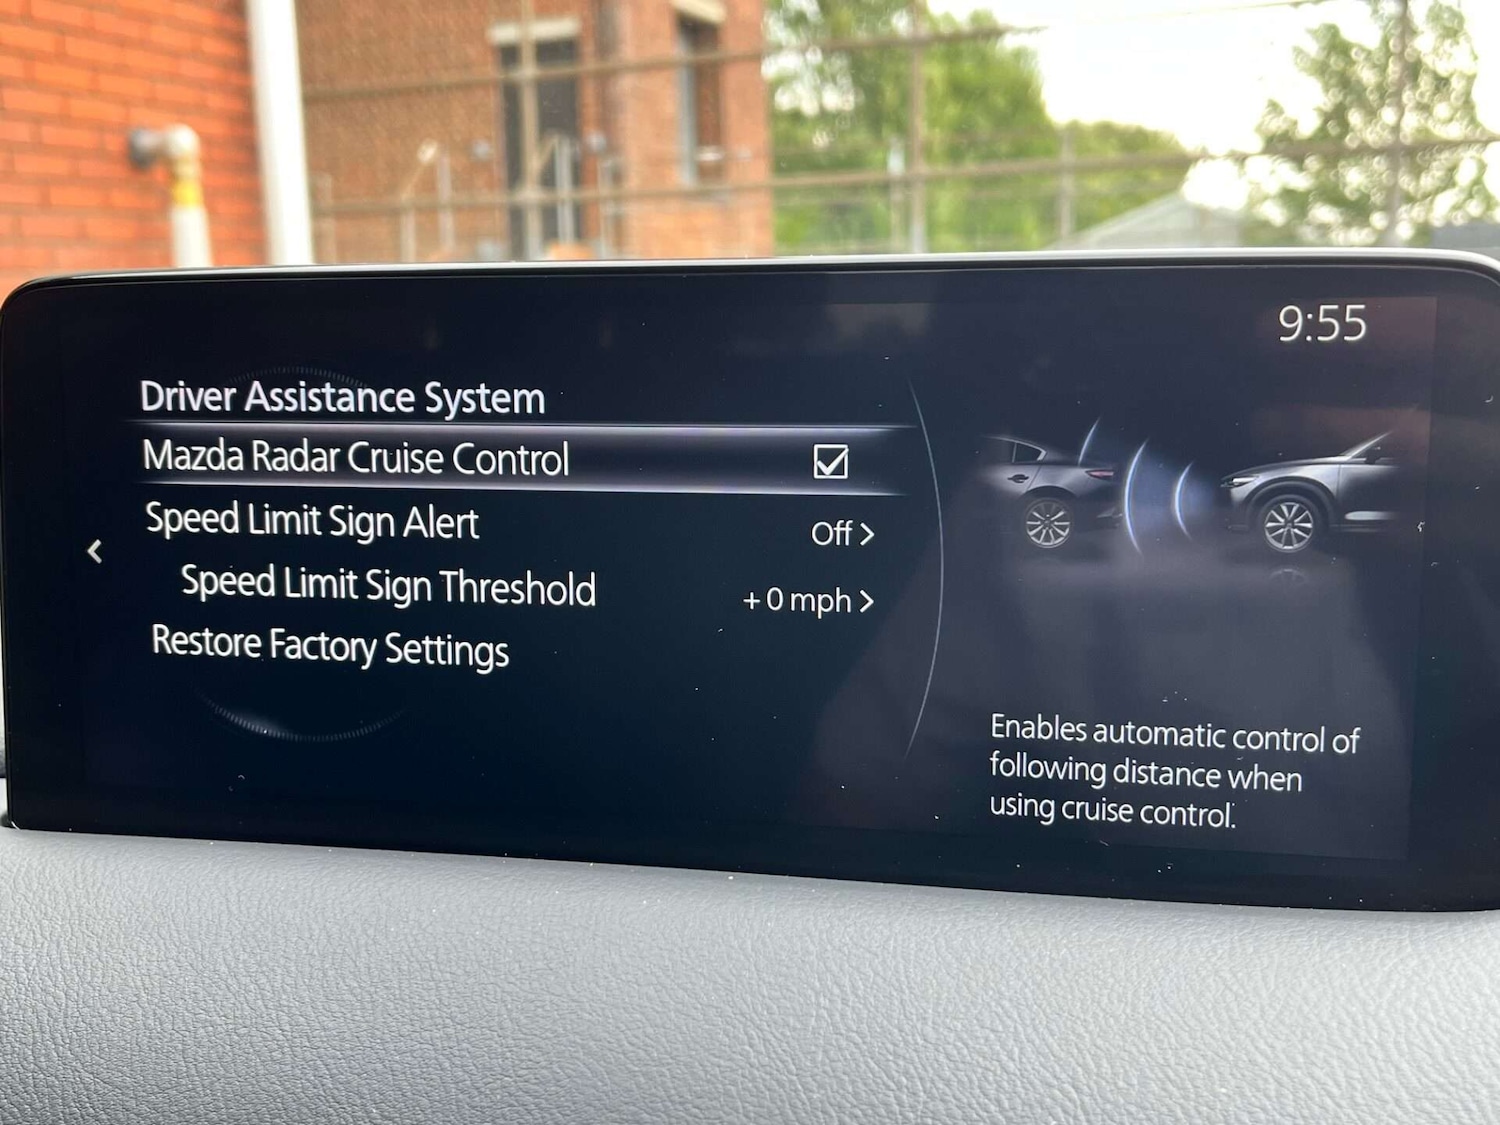 9:55
Driver Assistance System
Mazda Radar Cruise Control
Speed Limit Sign Alert Off >
Speed Limit Sign Threshold +0 mph >
Restore Factory Settings
Enables automatic control of
following distance when
using cruise control.